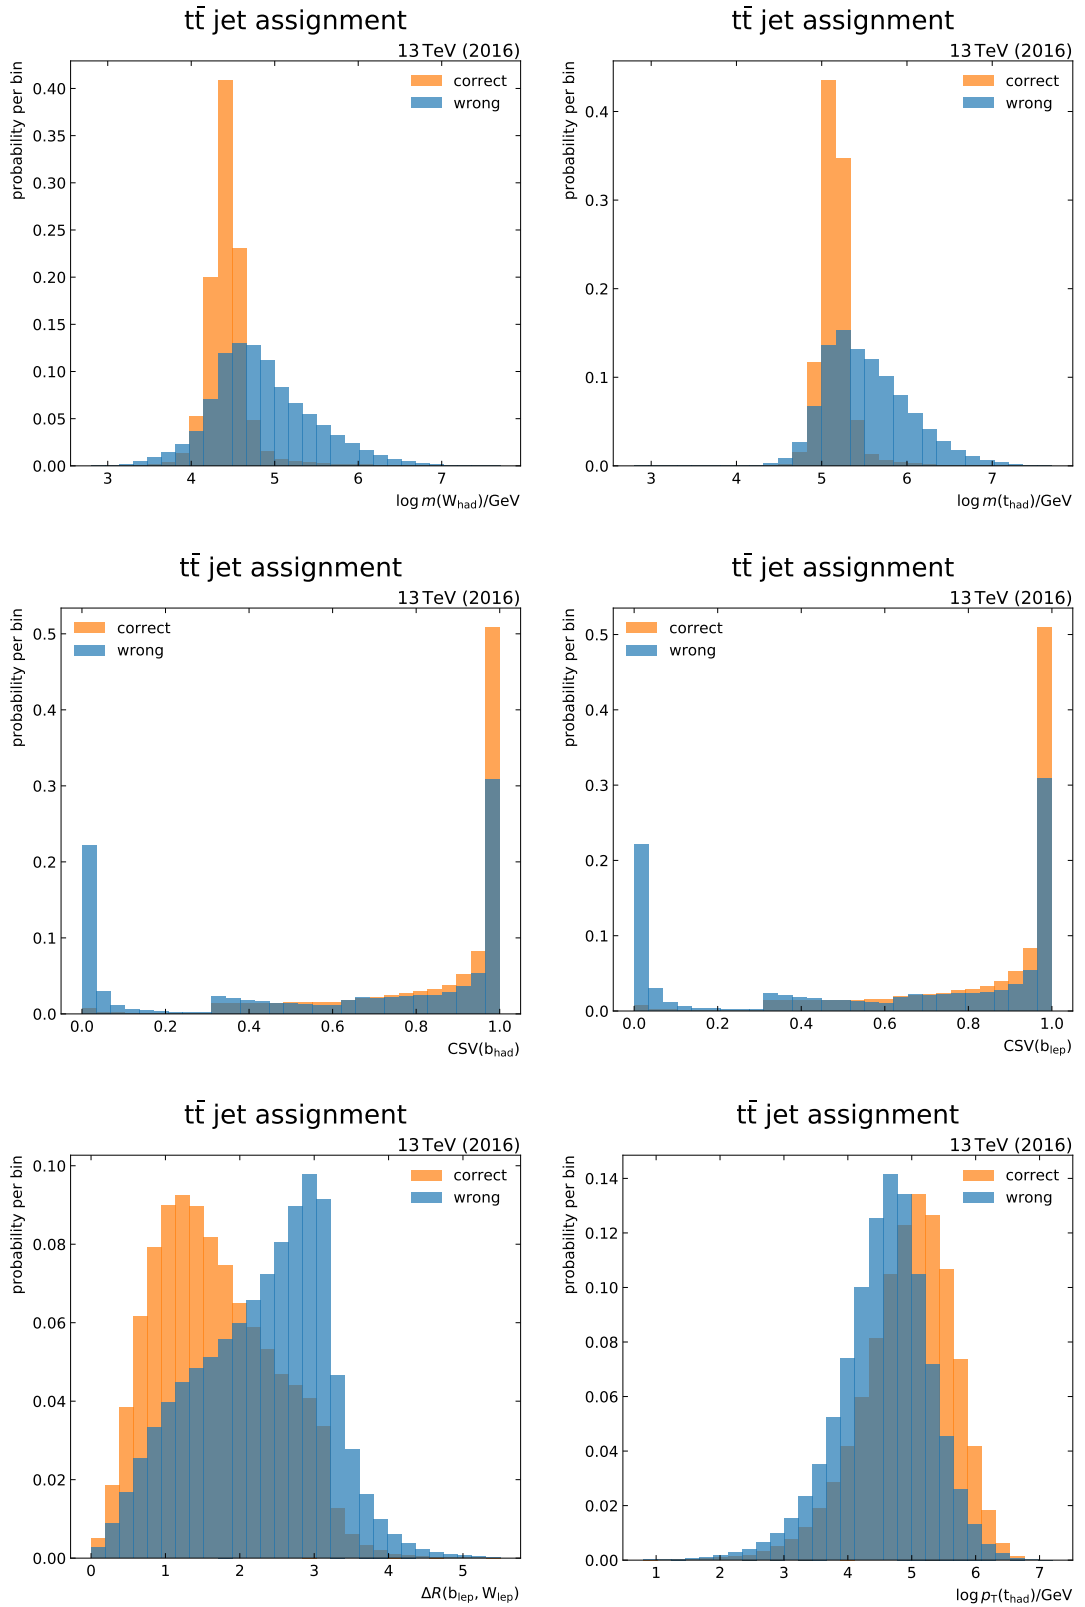 tt̄ jet assignment
13 TeV (2016)
correct
wrong
probability per bin
0.40
0.35
0.30
0.25
0.20
0.15
0.10
0.05
0.00
3 4 5 6 7
log m(W_had)/GeV
tt̄ jet assignment
13 TeV (2016)
correct
wrong
probability per bin
0.4
0.3
0.2
0.1
0.0
3 4 5 6 7
log m(t_had)/GeV
tt̄ jet assignment
13 TeV (2016)
correct
wrong
probability per bin
0.5
0.4
0.3
0.2
0.1
0.0
0.0 0.2 0.4 0.6 0.8 1.0
CSV(b_had)
tt̄ jet assignment
13 TeV (2016)
correct
wrong
probability per bin
0.5
0.4
0.3
0.2
0.1
0.0
0.0 0.2 0.4 0.6 0.8 1.0
CSV(b_lep)
tt̄ jet assignment
13 TeV (2016)
correct
wrong
probability per bin
0.10
0.08
0.06
0.04
0.02
0.00
0 1 2 3 4 5
ΔR(b_lep, W_lep)
tt̄ jet assignment
13 TeV (2016)
correct
wrong
probability per bin
0.14
0.12
0.10
0.08
0.06
0.04
0.02
0.00
1 2 3 4 5 6 7
log p_T(t_had)/GeV